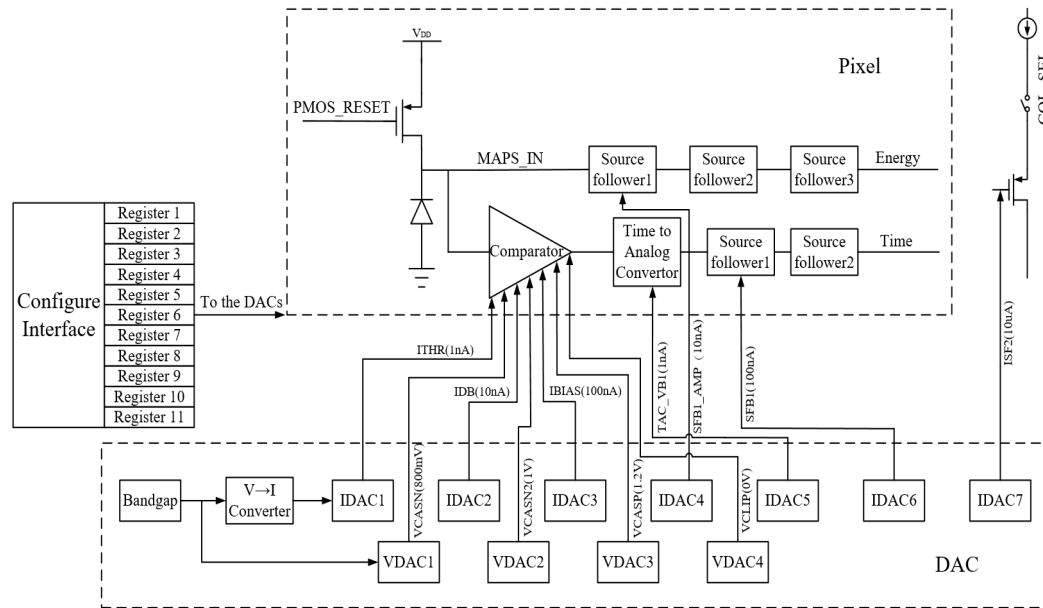 VDD
Pixel
COL_SEL
PMOS_RESET
MAPS_IN
Source
follower1
Source
follower2
Source
follower3
Energy
Comparator
Time to
Analog
Convertor
Source
follower1
Source
follower2
Time
Configure
Interface
Register 1
Register 2
Register 3
Register 4
Register 5
Register 6
Register 7
Register 8
Register 9
Register 10
Register 11
To the DACs
ITHR(1nA)
IDB(10nA)
IBIAS(100nA)
TAC_VB1(1nA)
SFB1_AMP（10nA）
SFB1(100nA)
ISF2(10uA)
VCASN(800mV)
VCASN2(1V)
VCASP(1.2V)
VCLIP(0V)
Bandgap
V→I
Converter
IDAC1
IDAC2
IDAC3
IDAC4
IDAC5
IDAC6
IDAC7
VDAC1
VDAC2
VDAC3
VDAC4
DAC